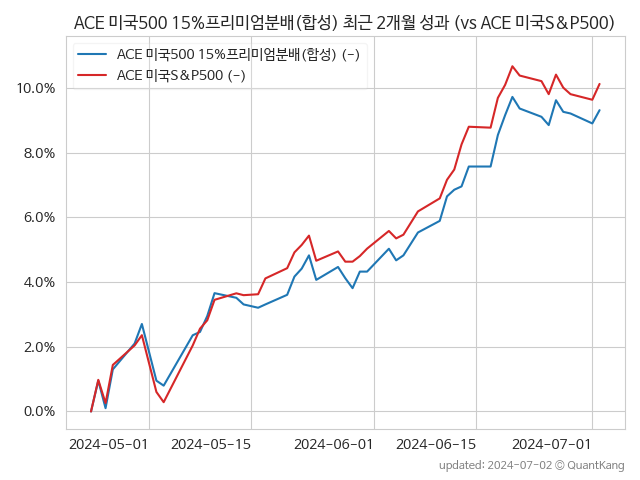 ACE 미국500 15%프리미엄분배(합성) 최근 2개월 성과 (vs ACE 미국S&P500)
ACE 미국500 15%프리미엄분배(합성) (-)
ACE 미국S&P500 (-)
10.0%
8.0%
6.0%
4.0%
2.0%
0.0%
2024-05-01 2024-05-15 2024-06-01 2024-06-15 2024-07-01
updated: 2024-07-02 © QuantKang